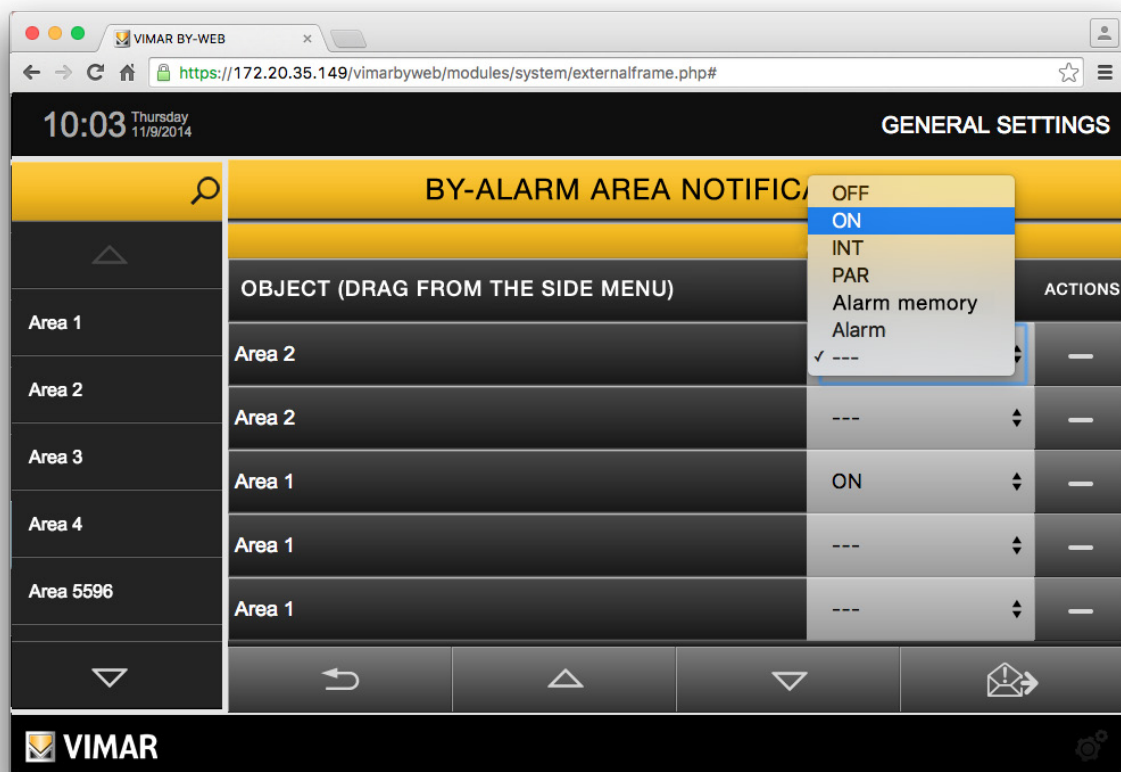 VIMAR BY-WEB
https://172.20.35.149/vimarbyweb/modules/system/externalframe.php#
10:03 Thursday
11/9/2014
GENERAL SETTINGS
BY-ALARM AREA
OFF
ON
INT
PAR
Alarm memory
Alarm
✓ ---
OBJECT (DRAG FROM THE SIDE MENU)
ACTIONS
Area 1
Area 2
Area 3
Area 4
Area 5596
Area 2
Area 2 ---
Area 1 ON
Area 1 ---
Area 1 ---
VIMAR